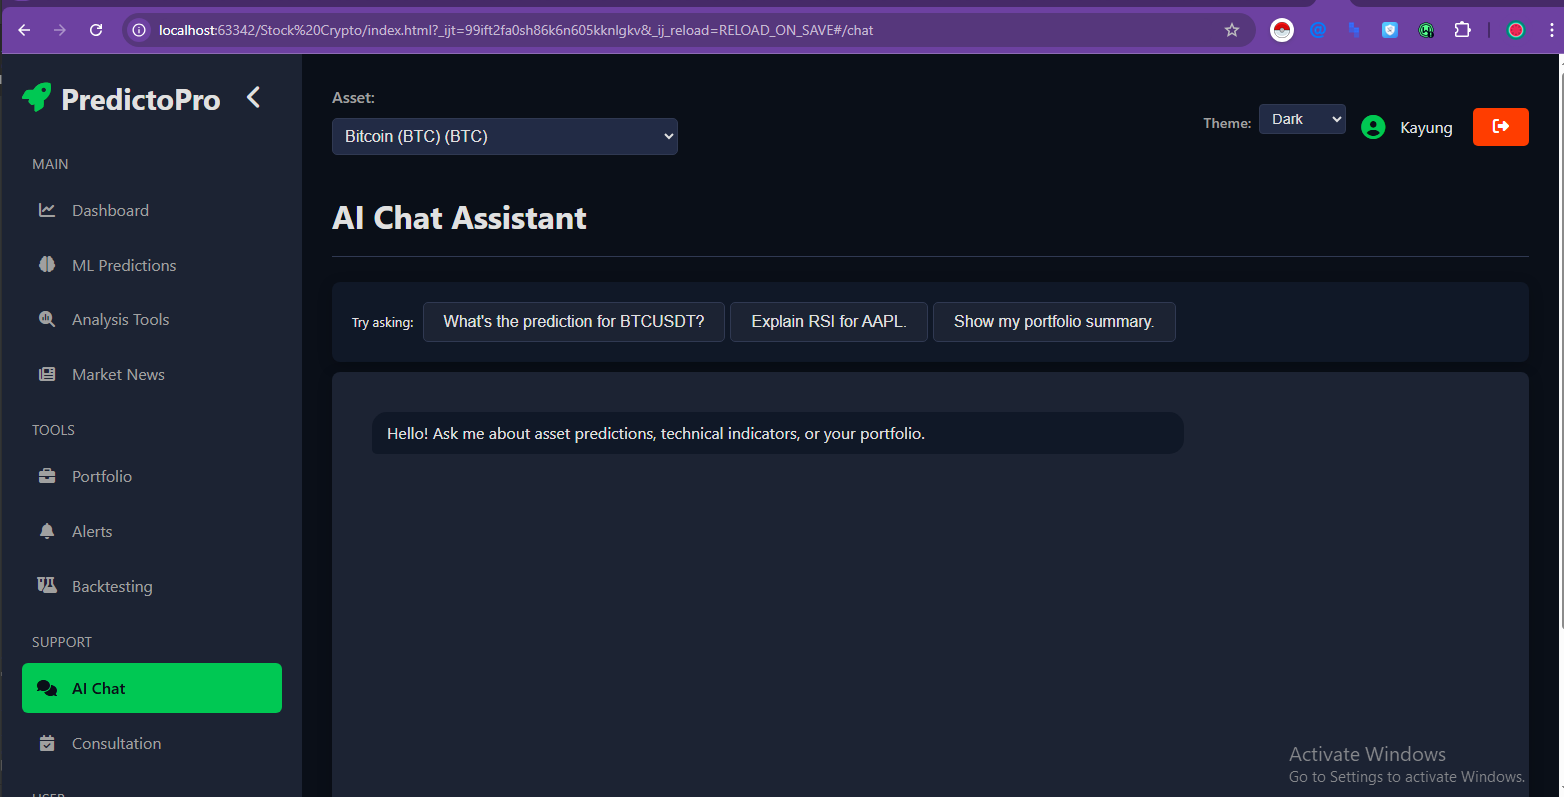 localhost:63342/Stock%20Crypto/index.html?_ijt=99ift2fa0sh86k6n605kknlgkv&_ij_reload=RELOAD_ON_SAVE#/chat
PredictoPro
MAIN
Dashboard
ML Predictions
Analysis Tools
Market News
TOOLS
Portfolio
Alerts
Backtesting
SUPPORT
AI Chat
Consultation
USER
Asset:
Bitcoin (BTC) (BTC)
Theme:
Dark
Kayung
AI Chat Assistant
Try asking:
What's the prediction for BTCUSDT?
Explain RSI for AAPL.
Show my portfolio summary.
Hello! Ask me about asset predictions, technical indicators, or your portfolio.
Activate Windows
Go to Settings to activate Windows.